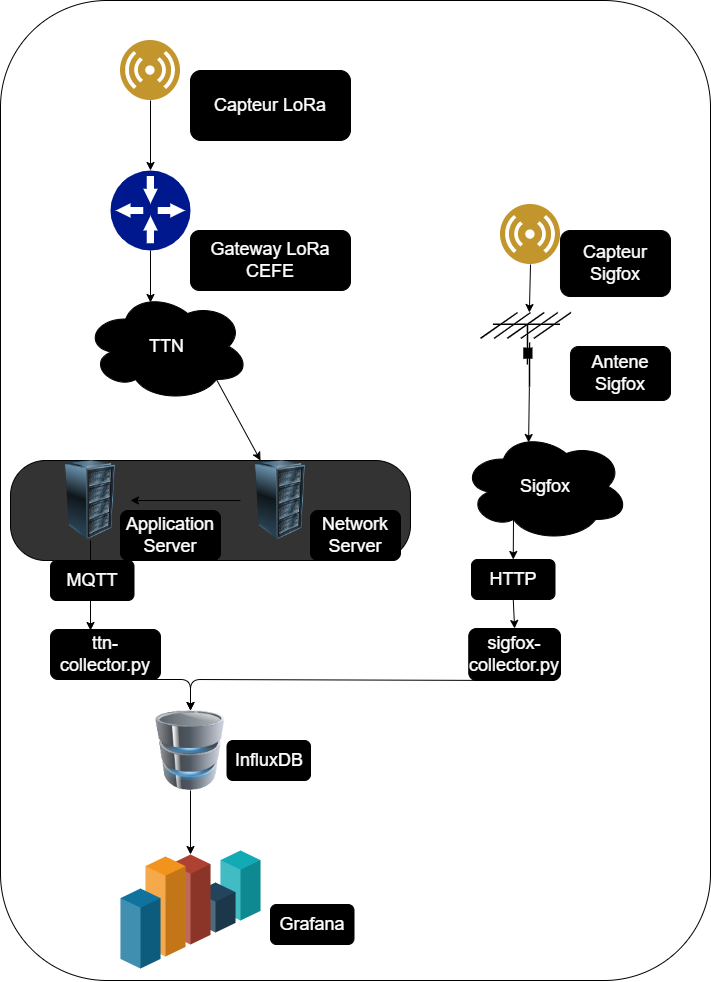 Capteur LoRa
Gateway LoRa
CEFE
Capteur
Sigfox
TTN
Antene
Sigfox
Sigfox
Application
Server
Network
Server
MQTT
HTTP
ttn-
collector.py
sigfox-
collector.py
InfluxDB
Grafana